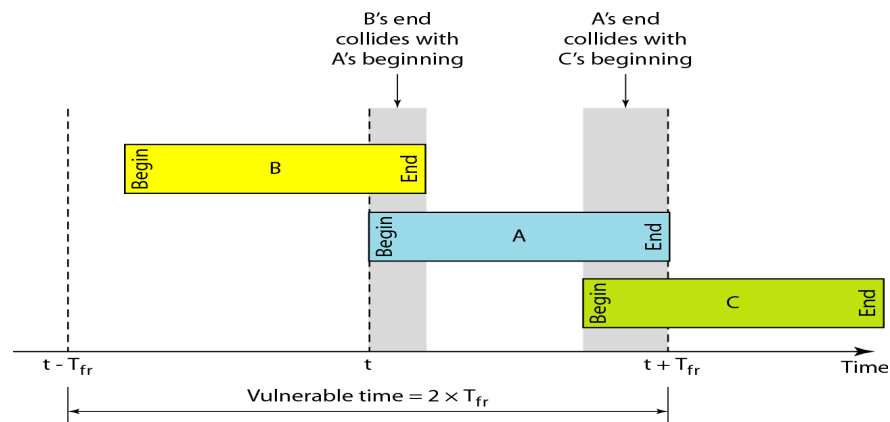 B's end
collides with
A's beginning
A's end
collides with
C's beginning
Begin
B
End
Begin
A
End
Begin
C
End
t - Tfr
t
t + Tfr
Time
Vulnerable time = 2 × Tfr